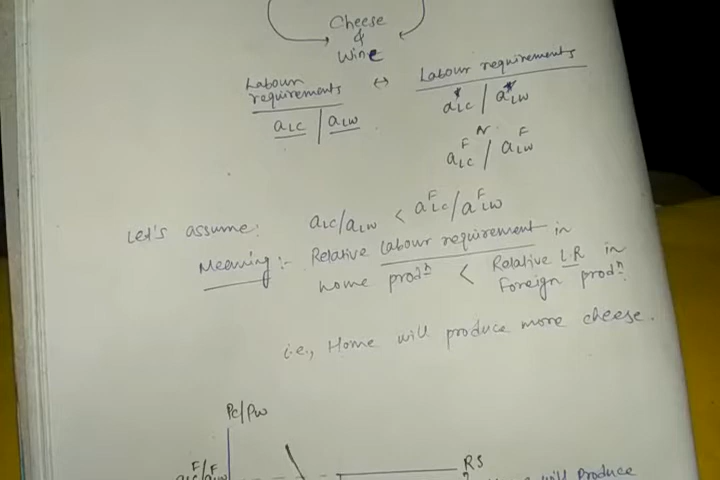 Cheese
&
Wine
Labour requirements ↔ Labour requirements
aLC | aLW
a*LC | a*LW
N
aFLC / aFLW
Let's assume: aLC/aLW < aFLC/aFLW
Meaning :- Relative labour requirement in home prodn < Relative L.R in Foreign prodn.
i.e., Home will produce more cheese.
Pc/Pw
aFLC/aFLW
RS
will Produce